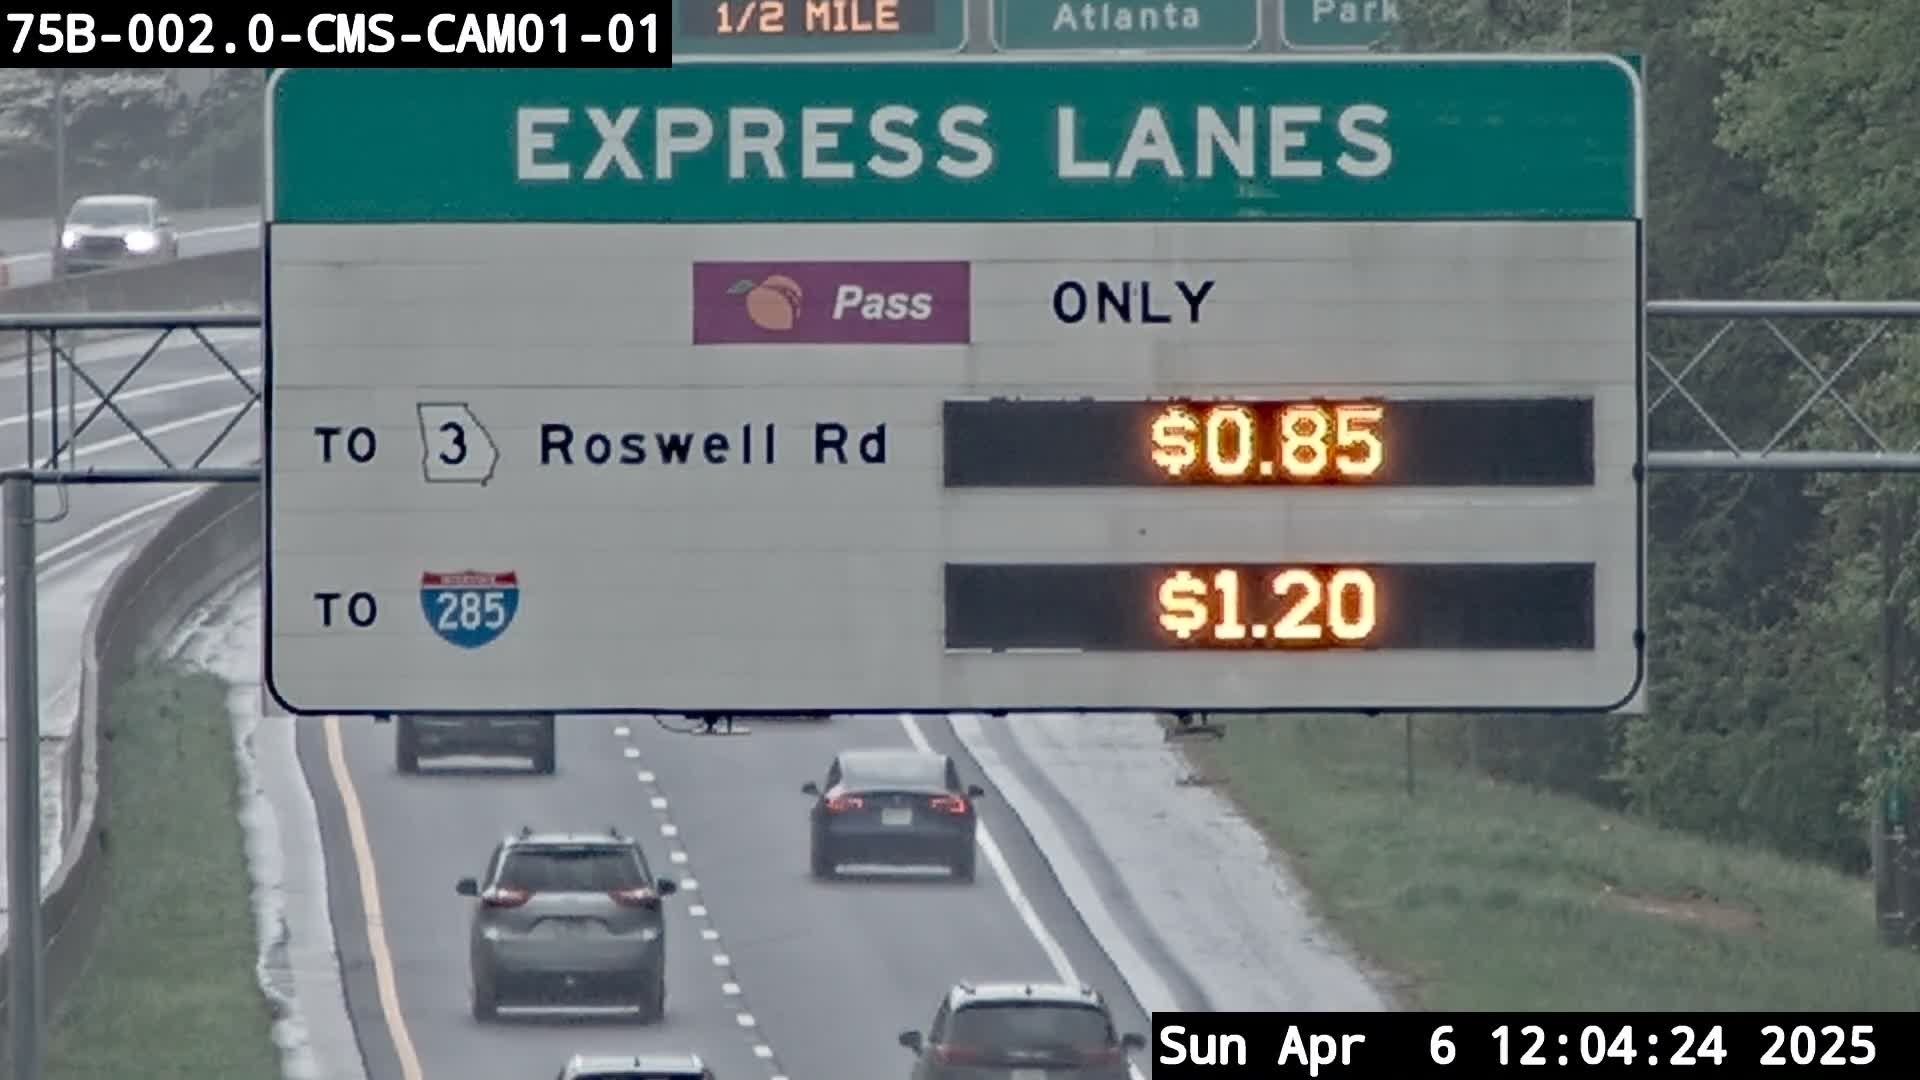 75B-002.0-CMS-CAM01-01
1/2 MILE
Atlanta
Park
EXPRESS LANES
Pass ONLY
TO 3 Roswell Rd $0.85
TO 285 $1.20
Sun Apr 6 12:04:24 2025